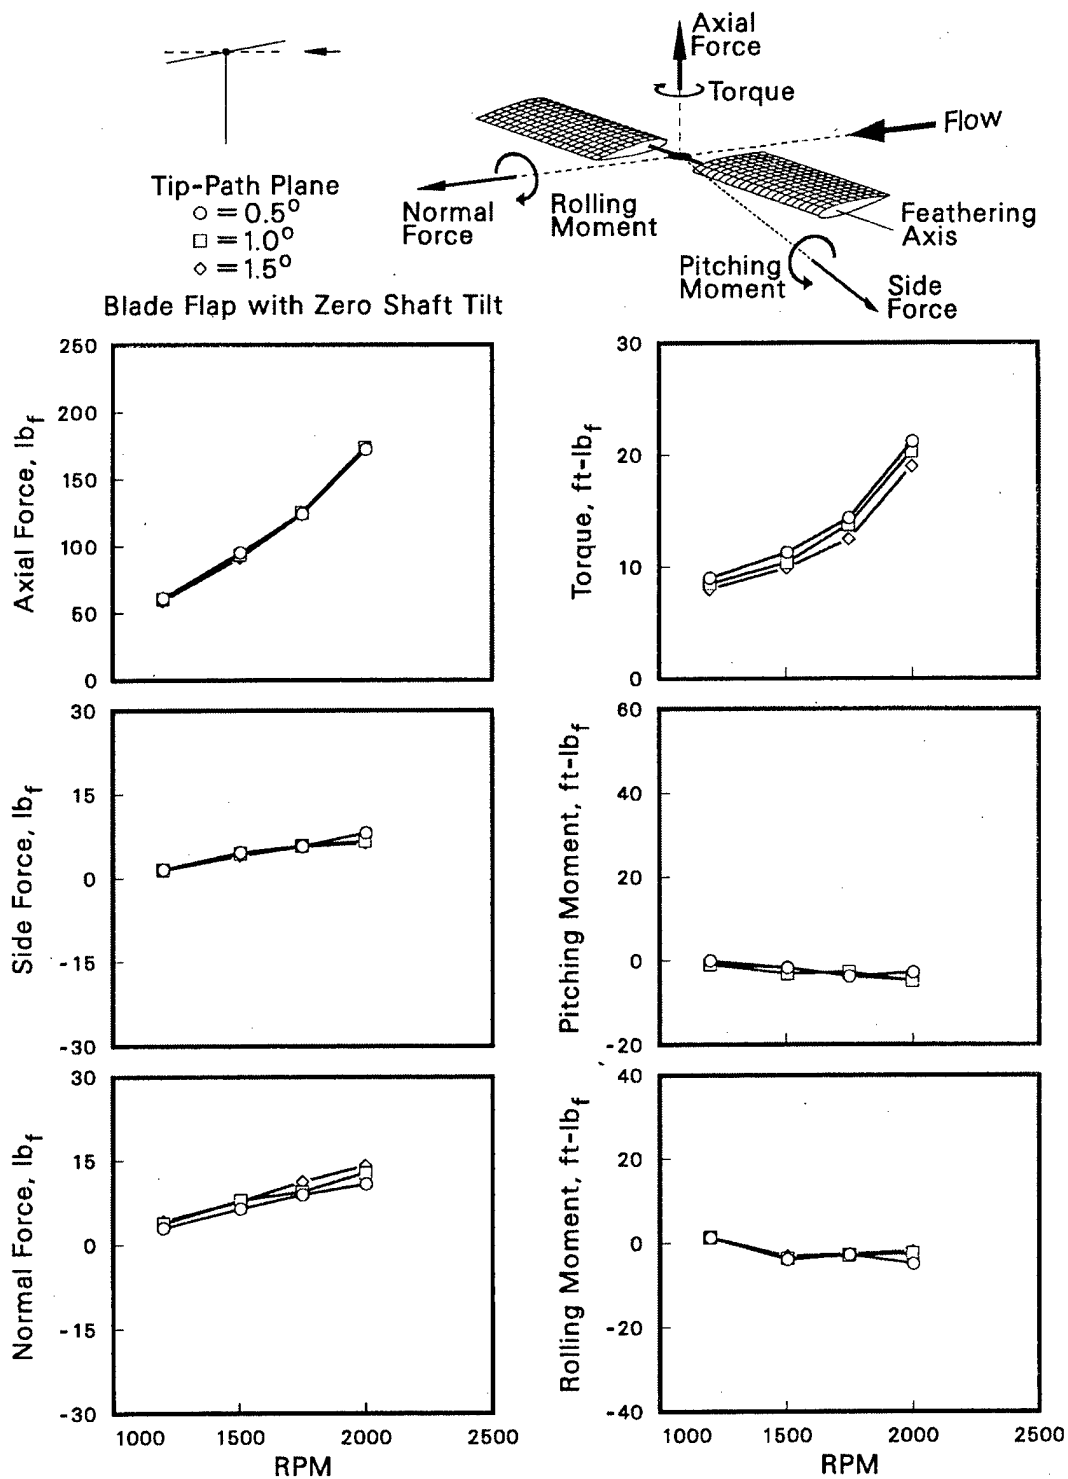 Axial
Force
Torque
Flow
Tip-Path Plane
○ = 0.5°
□ = 1.0°
◇ = 1.5°
Normal
Force
Rolling
Moment
Feathering
Axis
Pitching
Moment
Side
Force
Blade Flap with Zero Shaft Tilt
250
200
150
100
50
0
Axial Force, lbf
30
20
10
0
Torque, ft-lbf
30
15
0
-15
-30
Side Force, lbf
60
40
20
0
-20
Pitching Moment, ft-lbf
30
15
0
-15
-30
Normal Force, lbf
1000 1500 2000 2500
RPM
40
20
0
-20
-40
Rolling Moment, ft-lbf
1000 1500 2000 2500
RPM